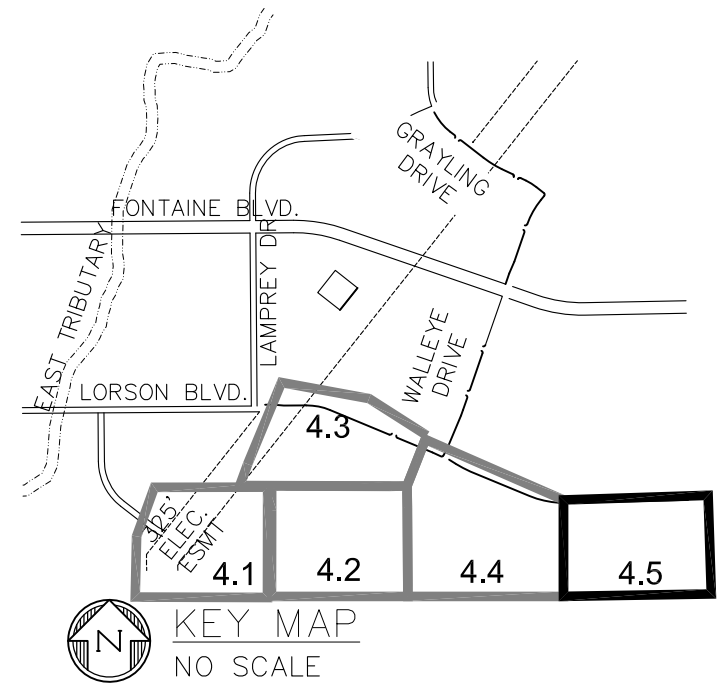 GRAYLING
DRIVE
FONTAINE BLVD.
EAST TRIBUTARY
LAMPREY DR
WALLEYE
DRIVE
LORSON BLVD.
4.3
325'
ELEC.
ESMT
4.1
4.2
4.4
4.5
N
KEY MAP
NO SCALE